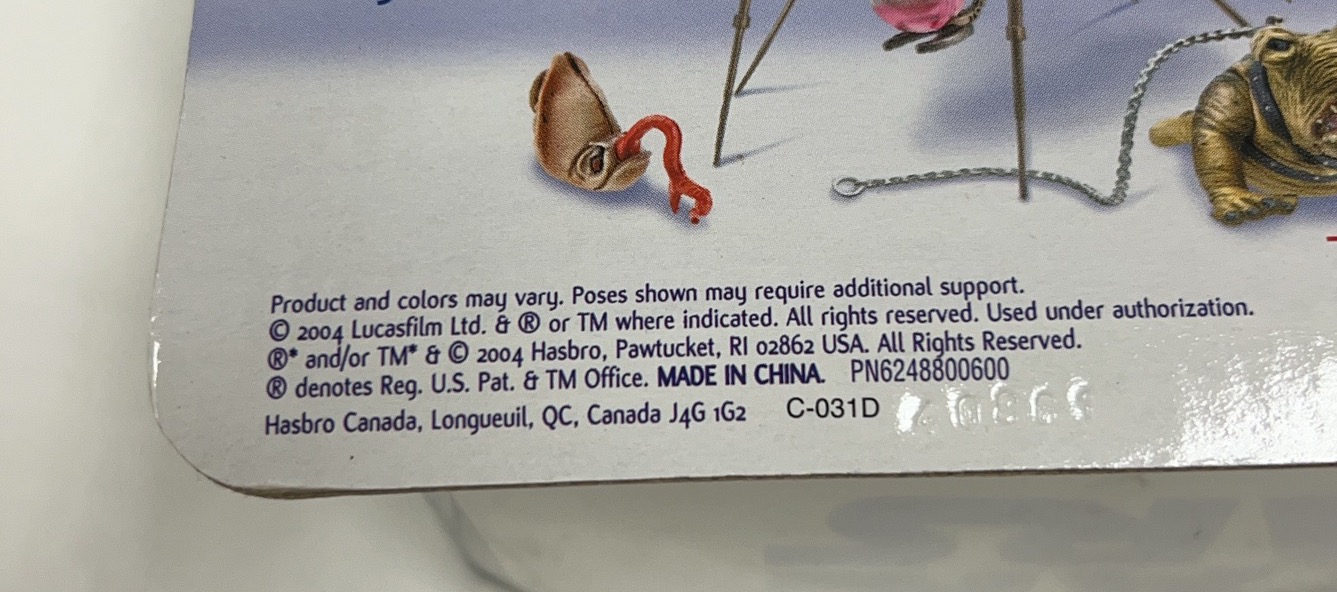 Product and colors may vary. Poses shown may require additional support.
© 2004 Lucasfilm Ltd. & ® or TM where indicated. All rights reserved. Used under authorization.
®* and/or TM* & © 2004 Hasbro, Pawtucket, RI 02862 USA. All Rights Reserved.
® denotes Reg. U.S. Pat. & TM Office. MADE IN CHINA. PN6248800600
Hasbro Canada, Longueuil, QC, Canada J4G 1G2 C-031D